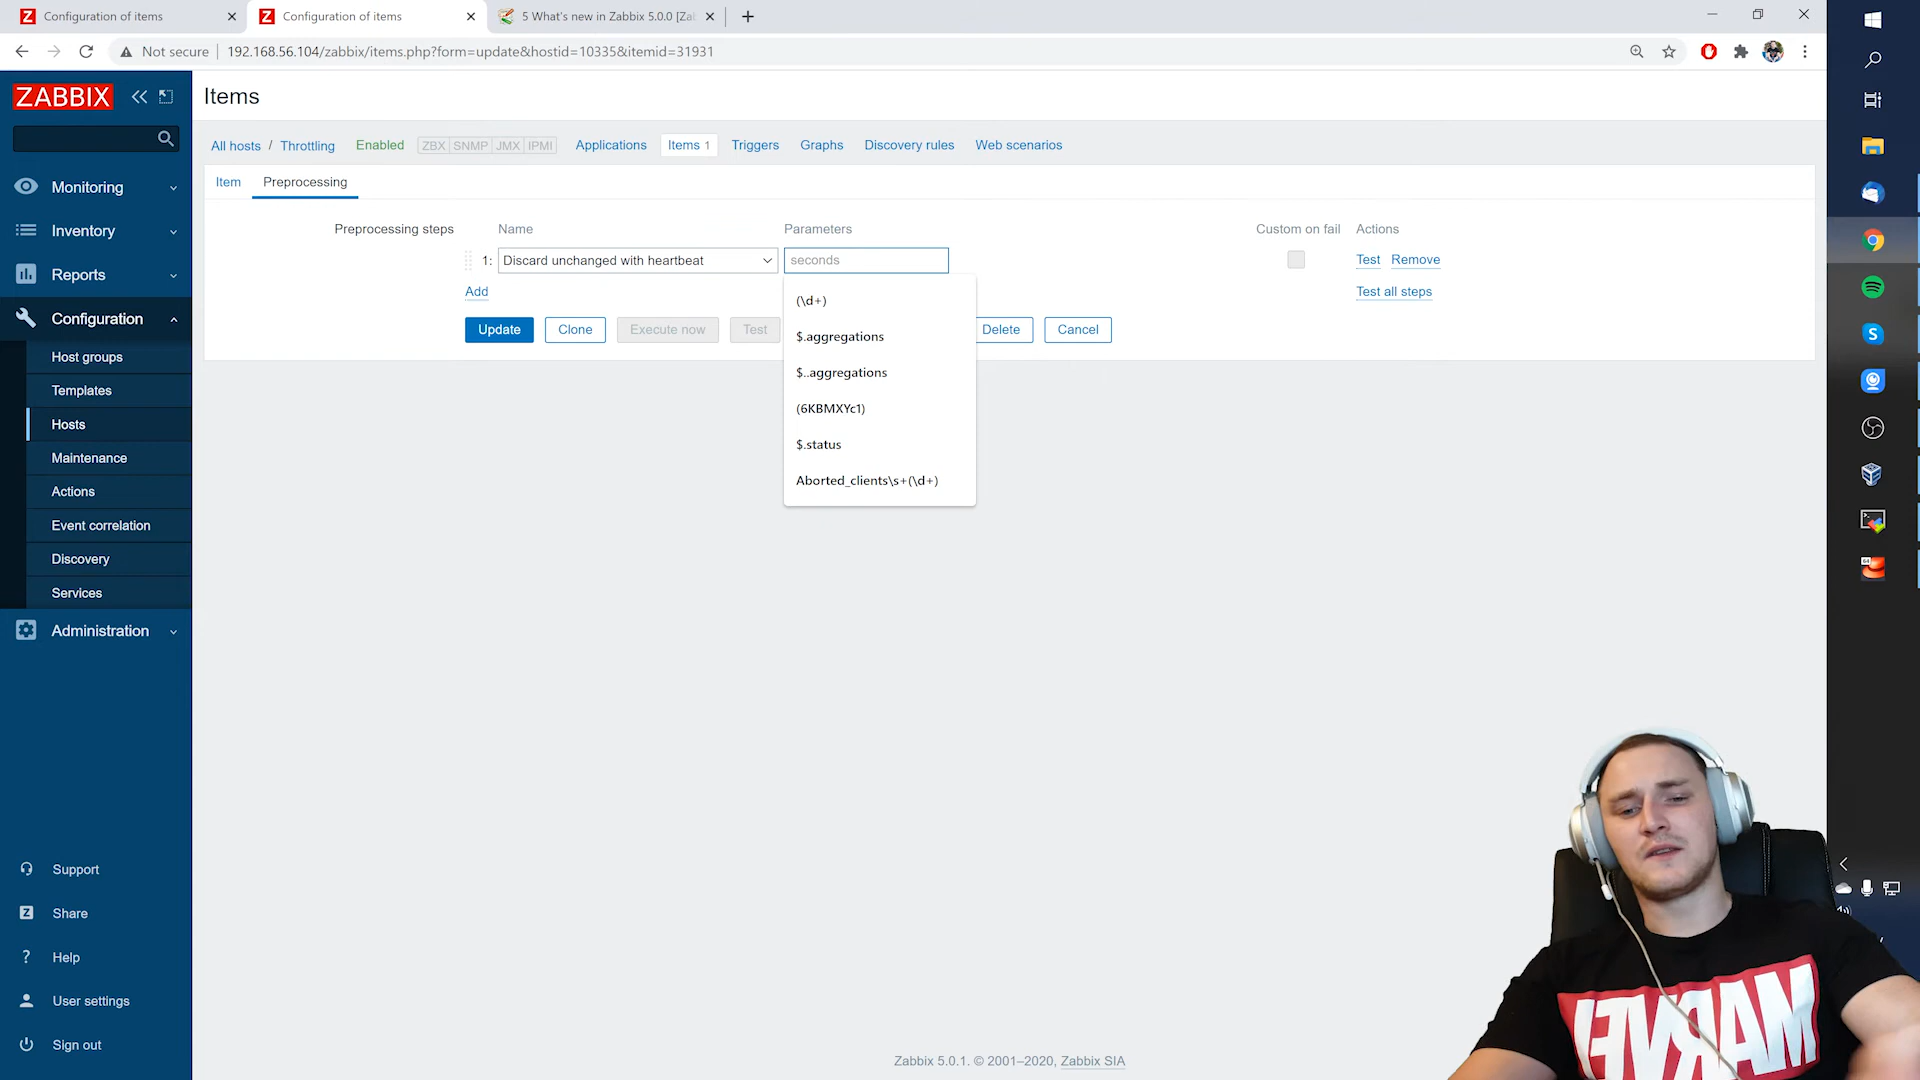 Configuration of items
Configuration of items
5 What's new in Zabbix 5.0.0 [Za
Not secure
192.168.56.104/zabbix/items.php?form=update&hostid=10335&itemid=31931
ZABBIX
Items
All hosts / Throttling Enabled ZBX SNMP JMX IPMI Applications Items 1 Triggers Graphs Discovery rules Web scenarios
Item Preprocessing
Monitoring
Inventory
Reports
Configuration
Host groups
Templates
Hosts
Maintenance
Actions
Event correlation
Discovery
Services
Administration
Support
Share
Help
User settings
Sign out
Preprocessing steps Name Parameters Custom on fail Actions
1: Discard unchanged with heartbeat seconds Test Remove
Add Test all steps
Update Clone Execute now Test Delete Cancel
(\d+)
$.aggregations
$..aggregations
(6KBMXYc1)
$.status
Aborted_clients\s+(\d+)
Zabbix 5.0.1. © 2001–2020, Zabbix SIA
MARVEL